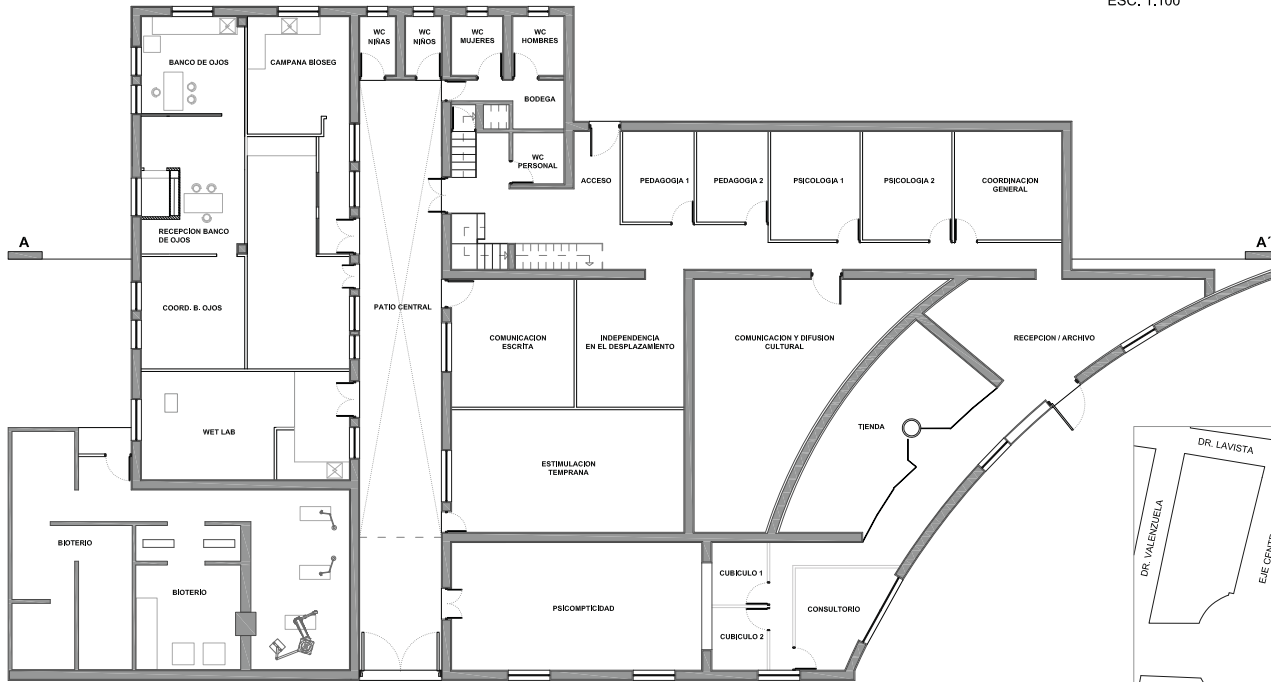 ESC. 1:100
WC
NIÑAS
WC
NIÑOS
WC
MUJERES
WC
HOMBRES
BANCO DE OJOS
CAMPANA BIOSEG
BODEGA
WC
PERSONAL
ACCESO
PEDAGOGIA 1
PEDAGOGIA 2
PSICOLOGIA 1
PSICOLOGIA 2
COORDINACION
GENERAL
RECEPCION BANCO
DE OJOS
A
A´
COORD. B. OJOS
PATIO CENTRAL
COMUNICACION
ESCRITA
INDEPENDENCIA
EN EL DESPLAZAMIENTO
COMUNICACION Y DIFUSION
CULTURAL
RECEPCION / ARCHIVO
WET LAB
TIENDA
ESTIMULACION
TEMPRANA
DR. LAVISTA
DR. VALENZUELA
BIOTERIO
BIOTERIO
CUBICULO 1
PSICOMPTICIDAD
CONSULTORIO
CUBICULO 2